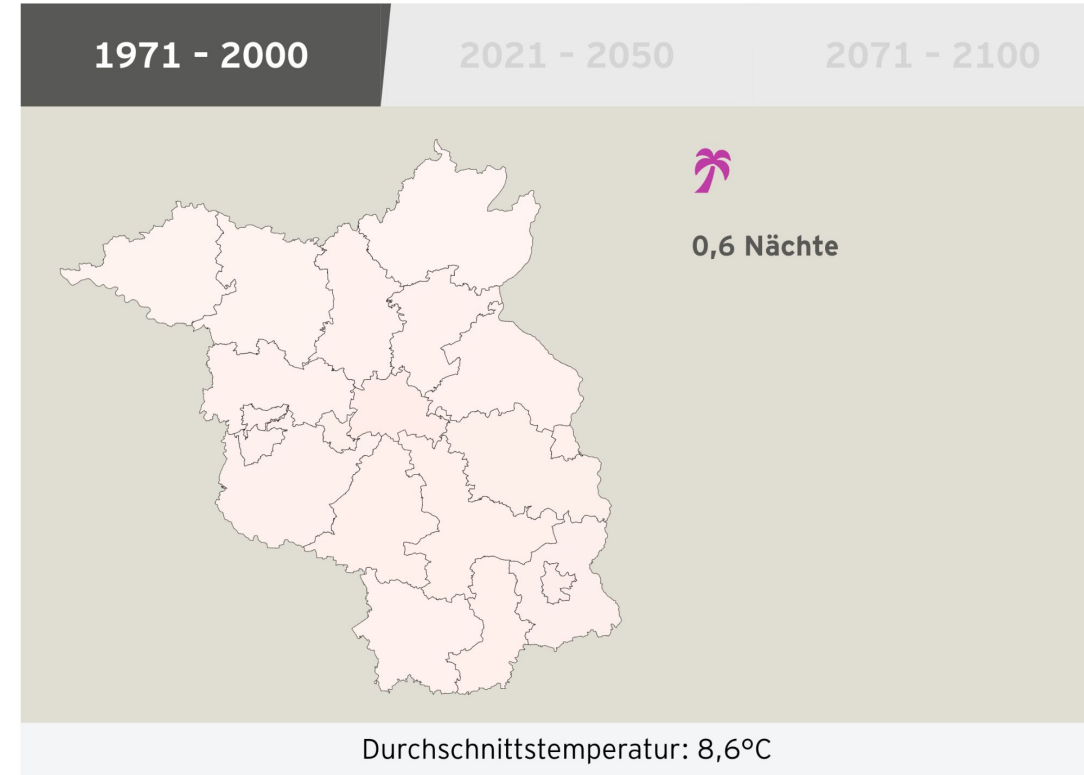 1971 - 2000
2021 - 2050
2071 - 2100
0,6 Nächte
Durchschnittstemperatur: 8,6°C